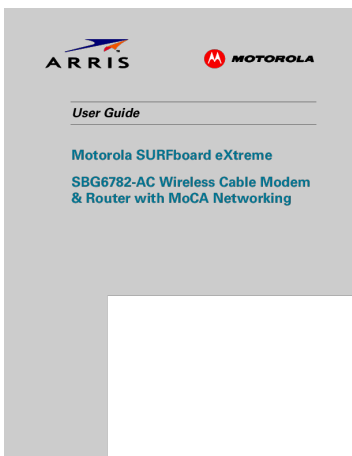 ARRIS
MOTOROLA
User Guide
Motorola SURFboard eXtreme
SBG6782-AC Wireless Cable Modem
& Router with MoCA Networking